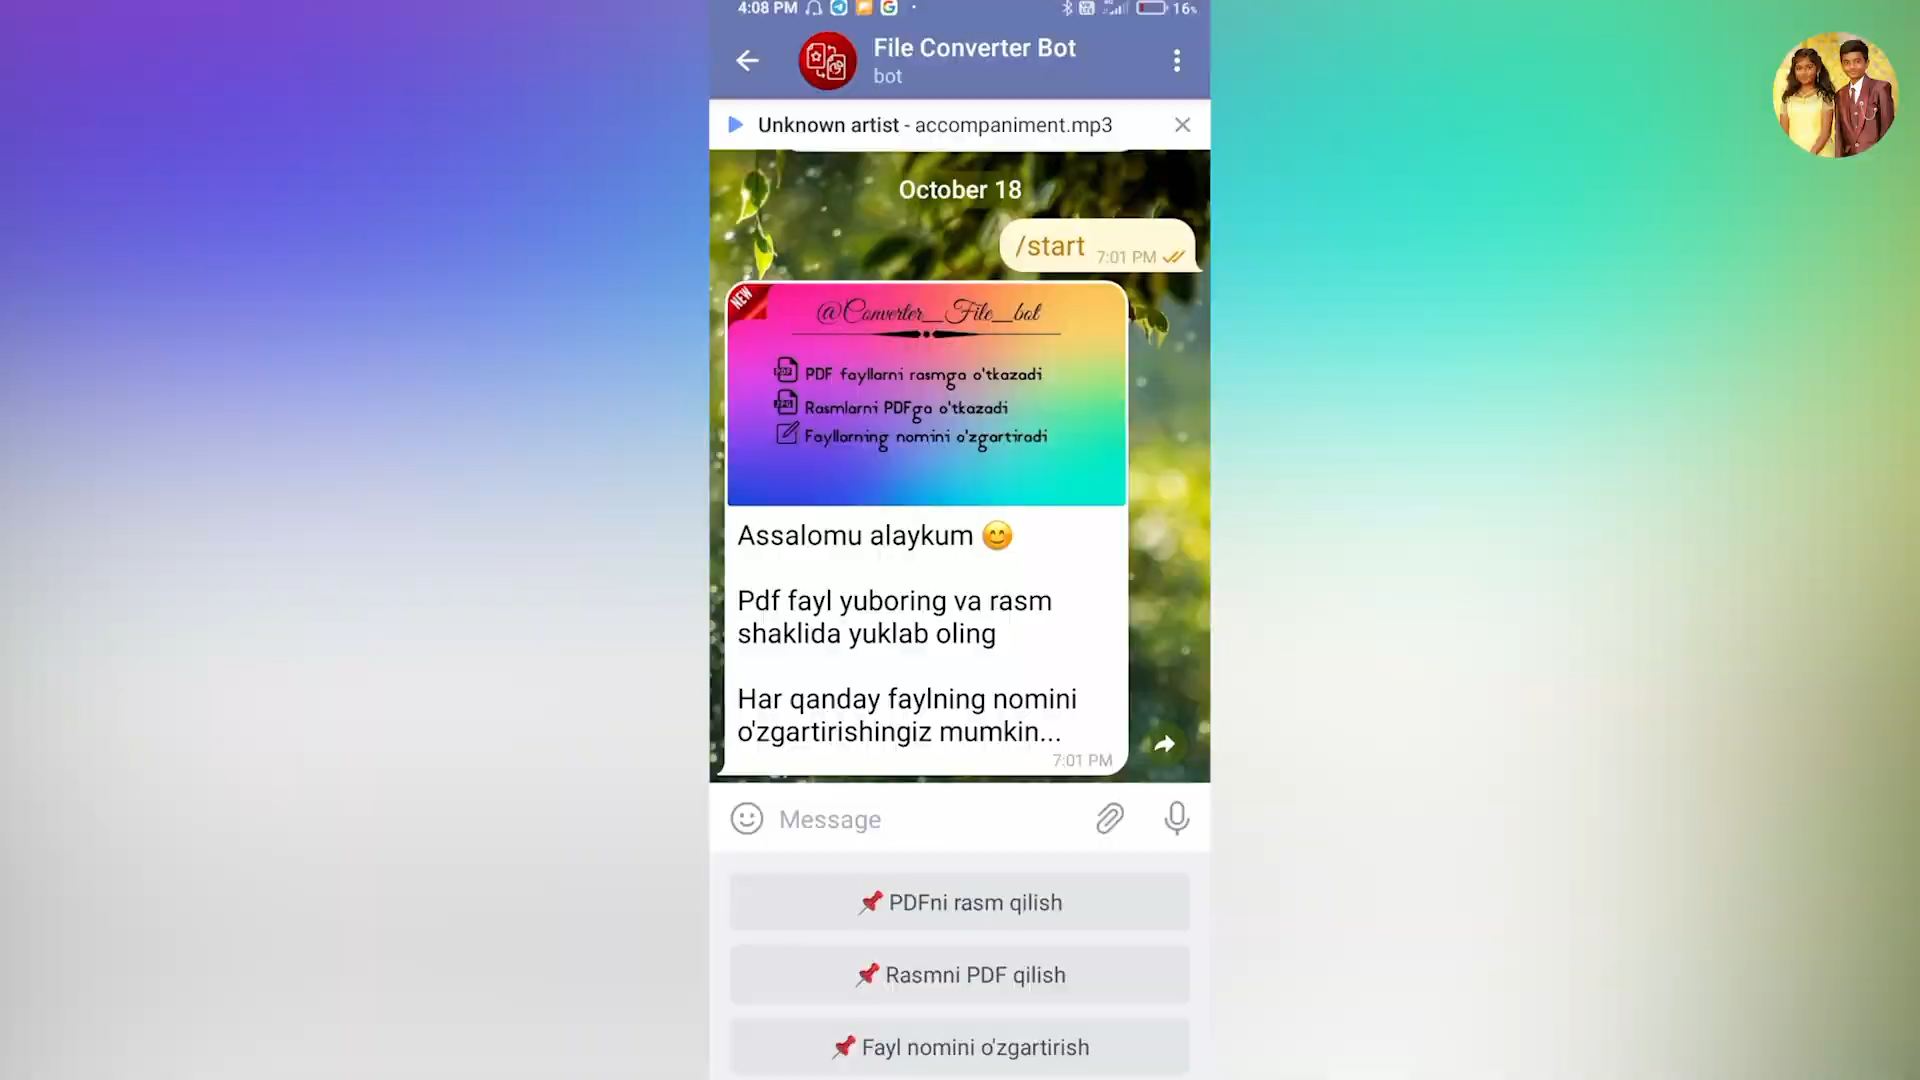 4:08 PM
16%
File Converter Bot
bot
Unknown artist - accompaniment.mp3
October 18
/start 7:01 PM
NEW
@Converter_File_bot
PDF PDF fayllarni rasmga o'tkazadi
JPG Rasmlarni PDFga o'tkazadi
Fayllarning nomini o'zgartiradi
Assalomu alaykum 😊
Pdf fayl yuboring va rasm
shaklida yuklab oling
Har qanday faylning nomini
o'zgartirishingiz mumkin...
7:01 PM
Message
📌 PDFni rasm qilish
📌 Rasmni PDF qilish
📌 Fayl nomini o'zgartirish